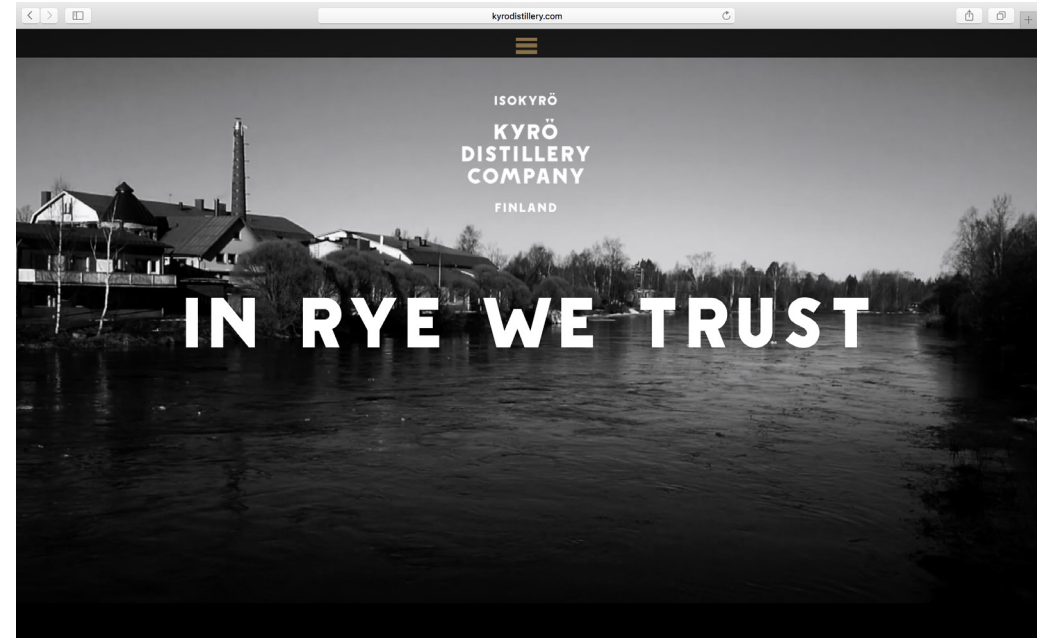 kyrodistillery.com
ISOKYRÖ
KYRÖ
DISTILLERY
COMPANY
FINLAND
IN RYE WE TRUST